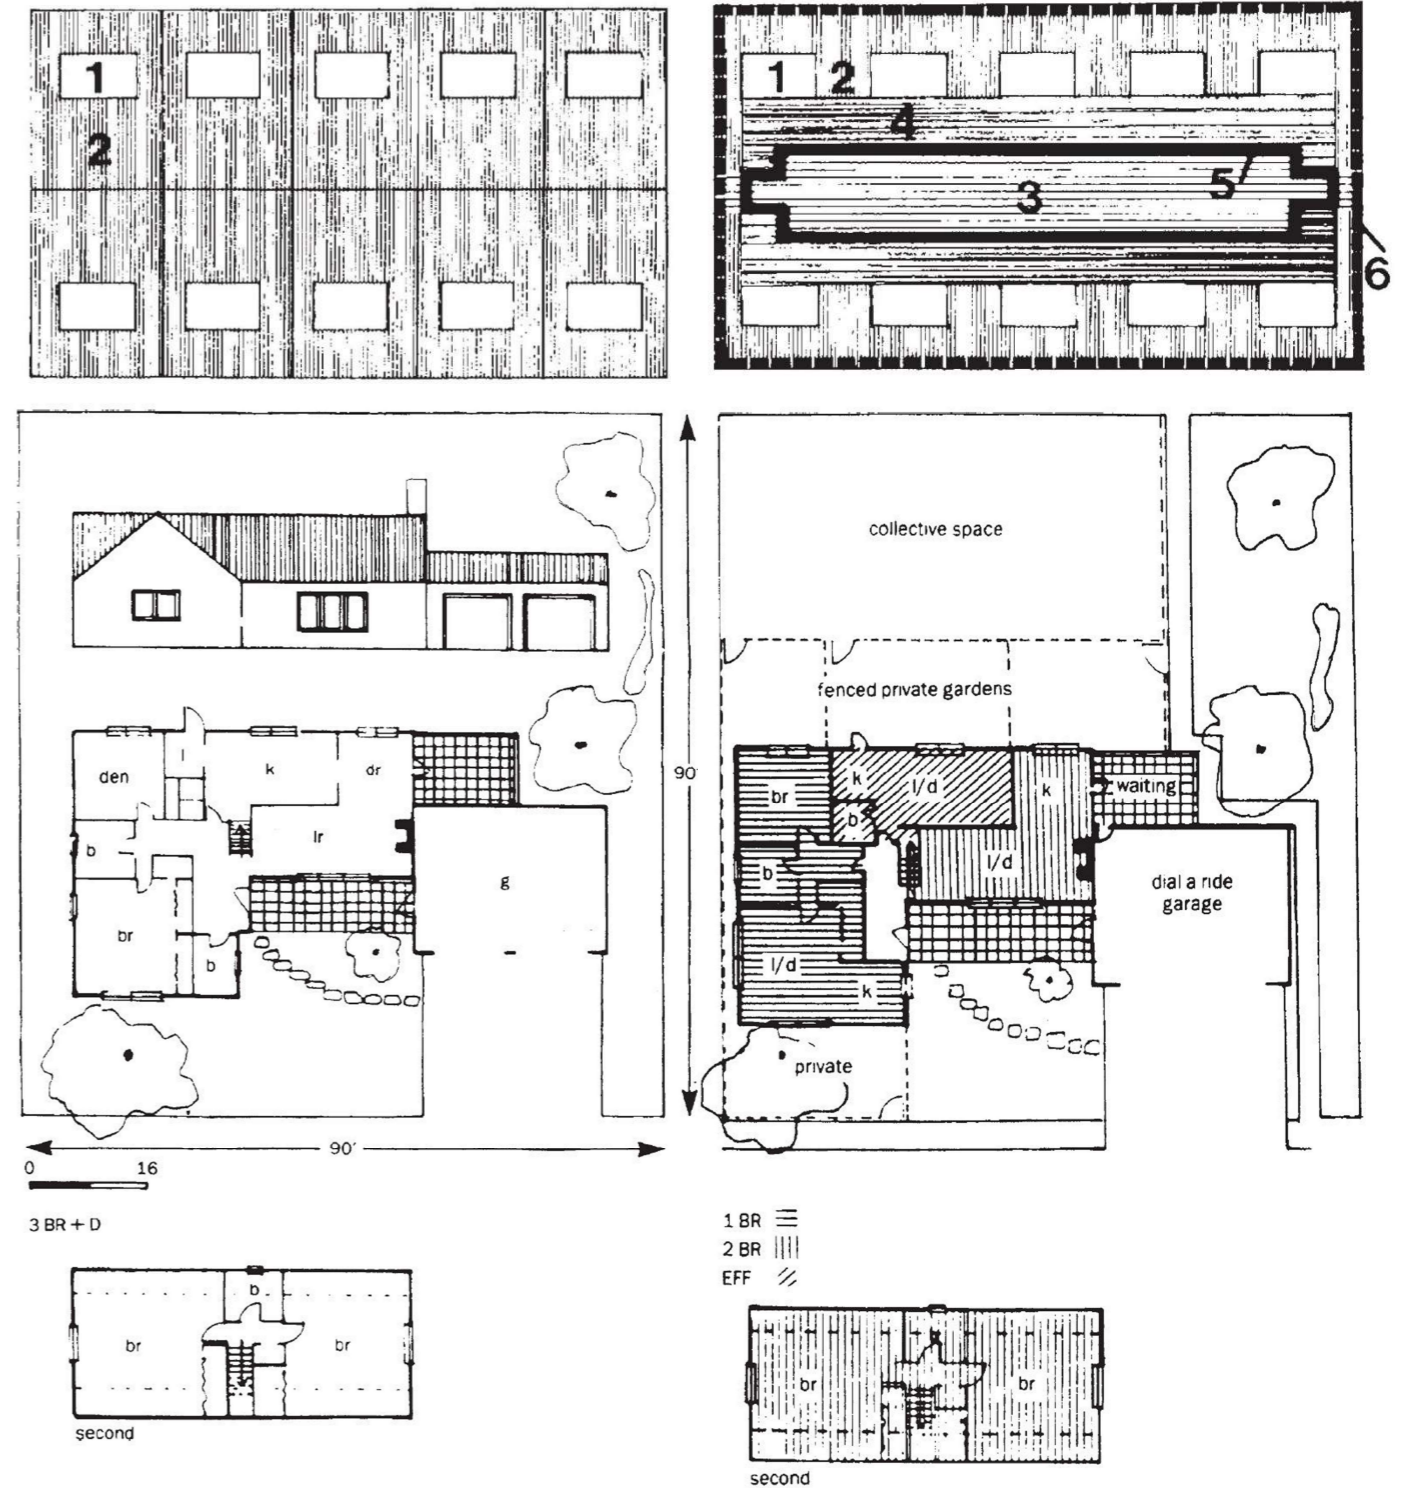 1
2
1
2
4
5
3
6
collective space
fenced private gardens
den
k
dr
b
lr
g
br
b
90'
90'
0
16
3 BR + D
b
br
br
second
br
k
l/d
k
waiting
b
b
l/d
dial a ride
garage
l/d
k
private
1 BR
2 BR
EFF
br
br
second